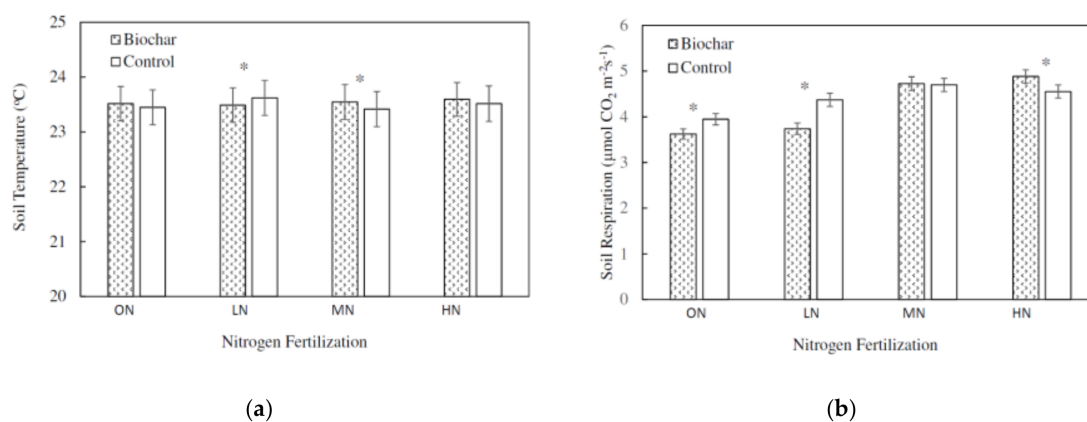 25
24
23
22
21
20
Soil Temperature (ºC)
Biochar
Control
*
*
ON
LN
MN
HN
Nitrogen Fertilization
(a)
6
5
4
3
2
1
0
Soil Respiration (µmol CO₂ m⁻²s⁻¹)
Biochar
Control
*
*
*
ON
LN
MN
HN
Nitrogen Fertilization
(b)